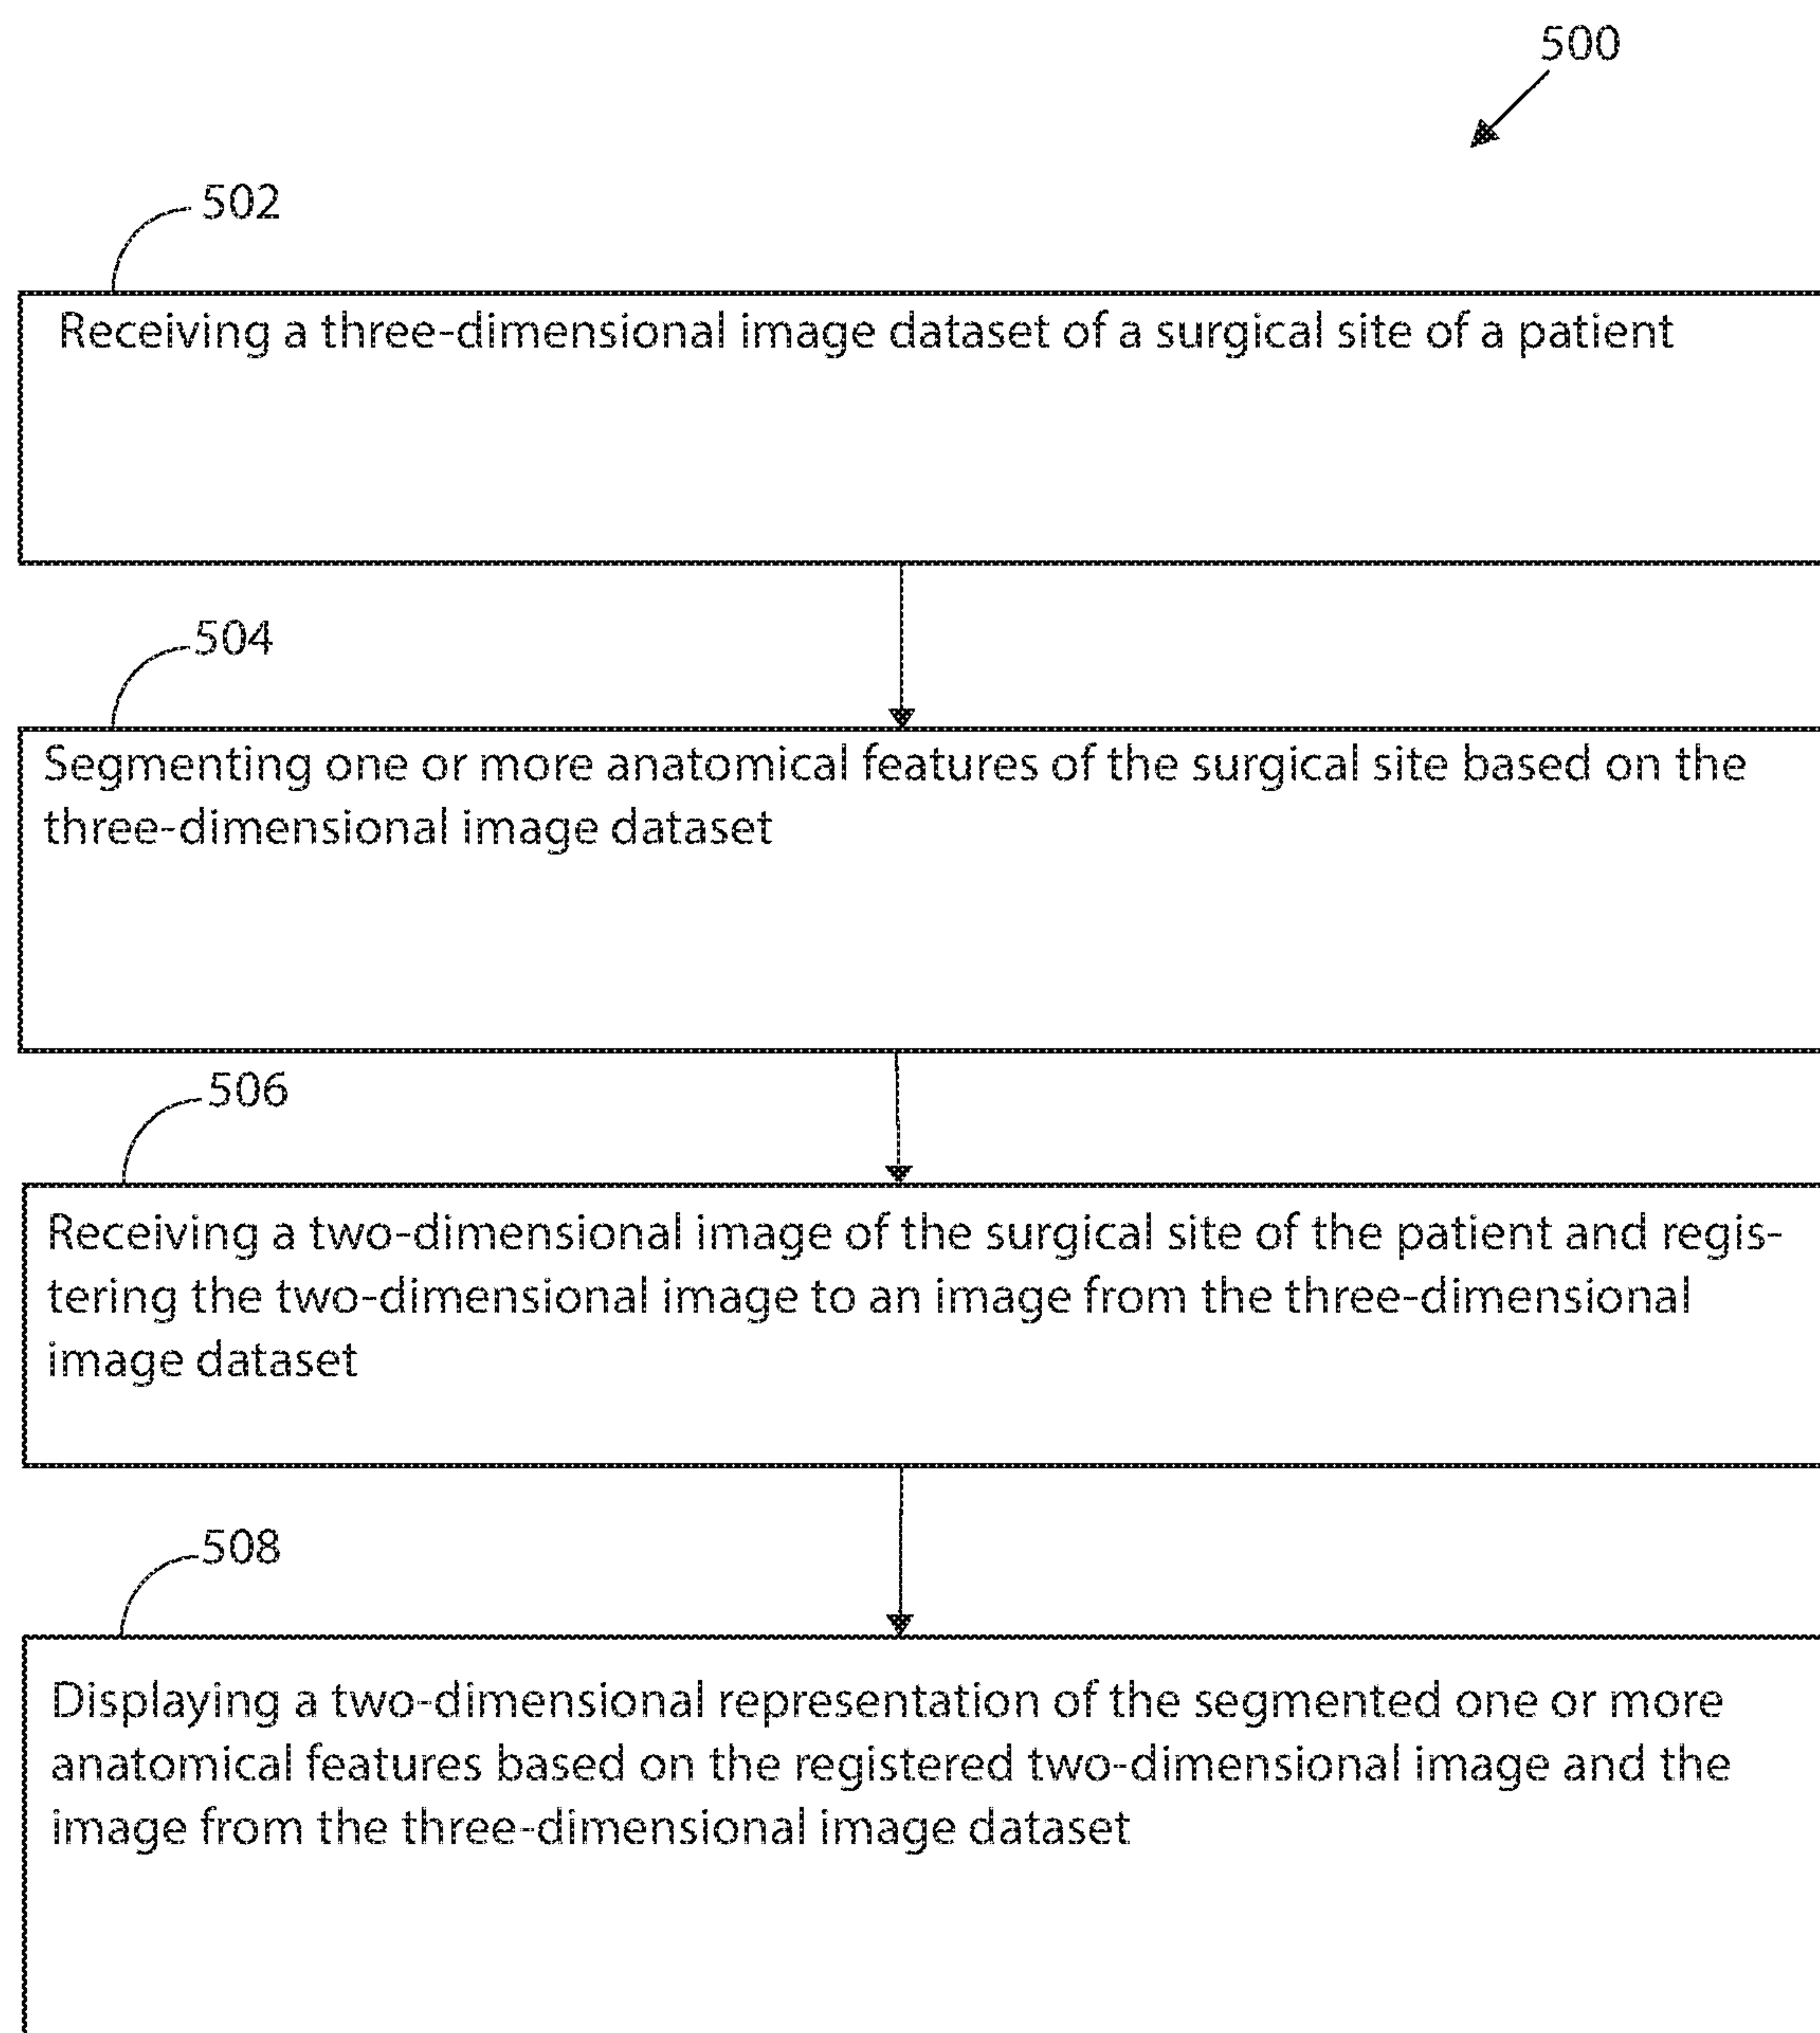 500
502
Receiving a three-dimensional image dataset of a surgical site of a patient
504
Segmenting one or more anatomical features of the surgical site based on the
three-dimensional image dataset
506
Receiving a two-dimensional image of the surgical site of the patient and regis-
tering the two-dimensional image to an image from the three-dimensional
image dataset
508
Displaying a two-dimensional representation of the segmented one or more
anatomical features based on the registered two-dimensional image and the
image from the three-dimensional image dataset